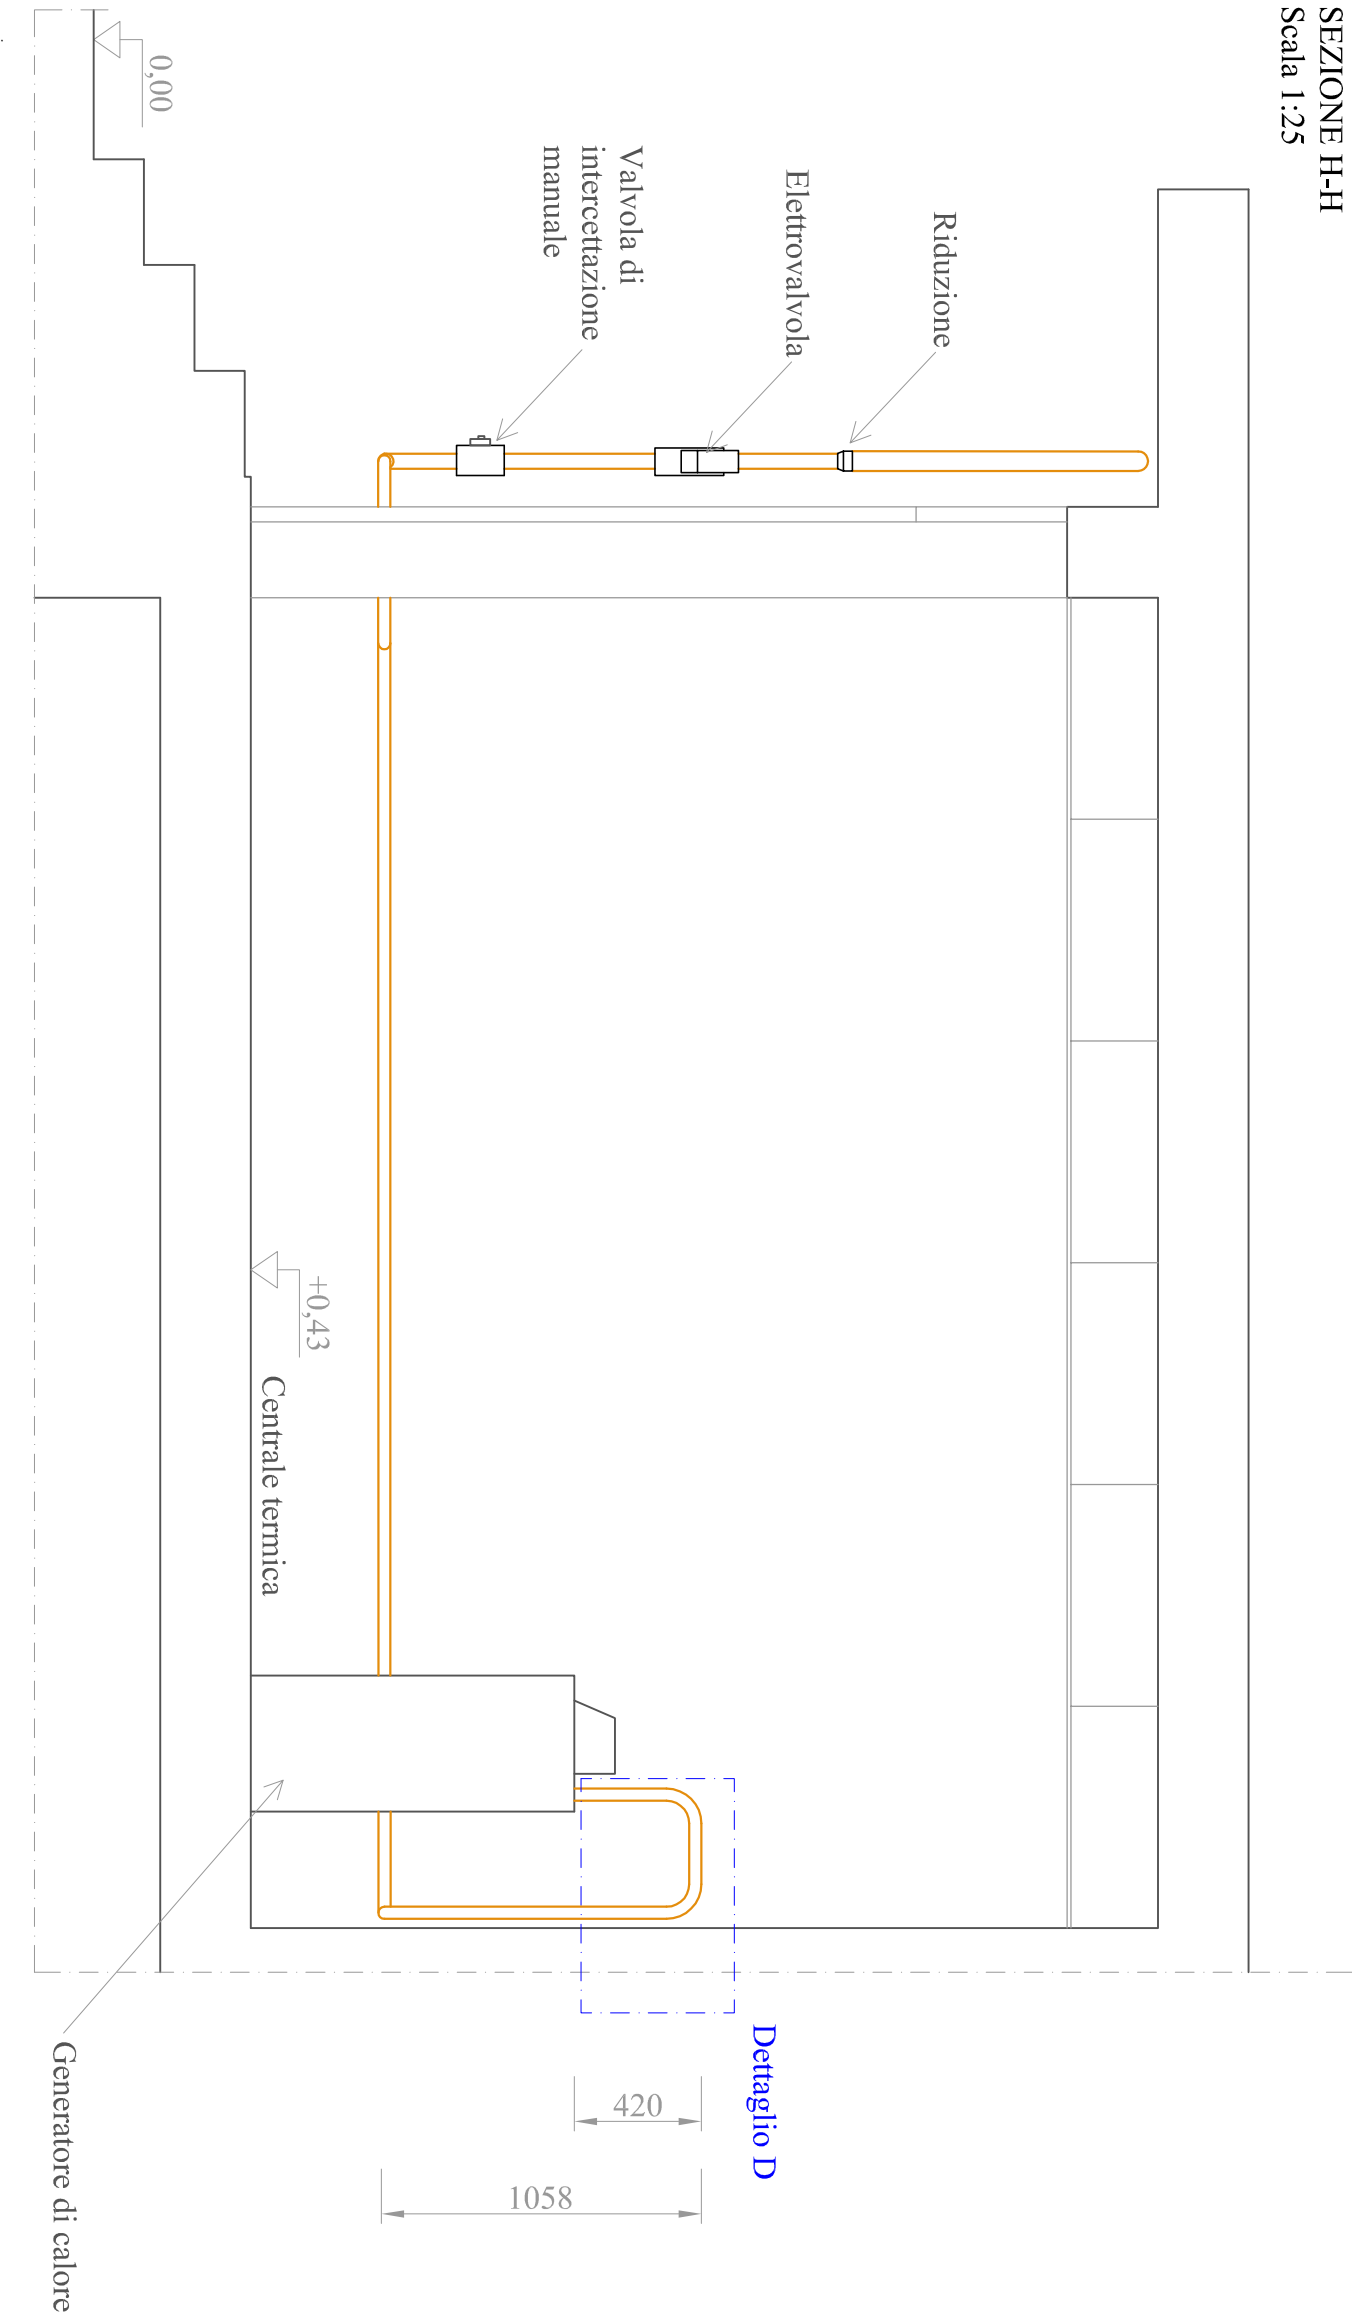 SEZIONE H-H
Scala 1:25
Riduzione
Elettrovalvola
Valvola di
intercettazione
manuale
0,00
+0,43
Centrale termica
Dettaglio D
420
1058
Generatore di calore